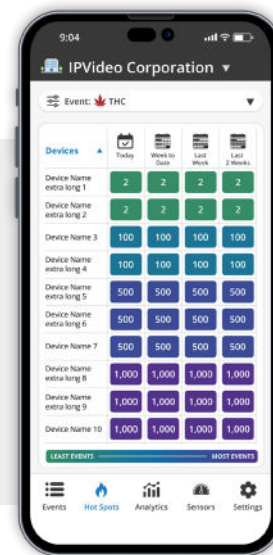 9:04
IPVideo Corporation
Event: THC
Devices Today Week to Date Last Week Last 2 Weeks
Device Name extra long 1 2 2 2 2
Device Name extra long 2 2 2 2 2
Device Name 3 100 100 100 100
Device Name extra long 4 100 100 100 100
Device Name extra long 5 500 500 500 500
Device Name extra long 6 500 500 500 500
Device Name 7 500 500 500 500
Device Name extra long 8 1,000 1,000 1,000 1,000
Device Name extra long 9 1,000 1,000 1,000 1,000
Device Name 10 1,000 1,000 1,000 1,000
LEAST EVENTS MOST EVENTS
Events Hot Spots Analytics Sensors Settings